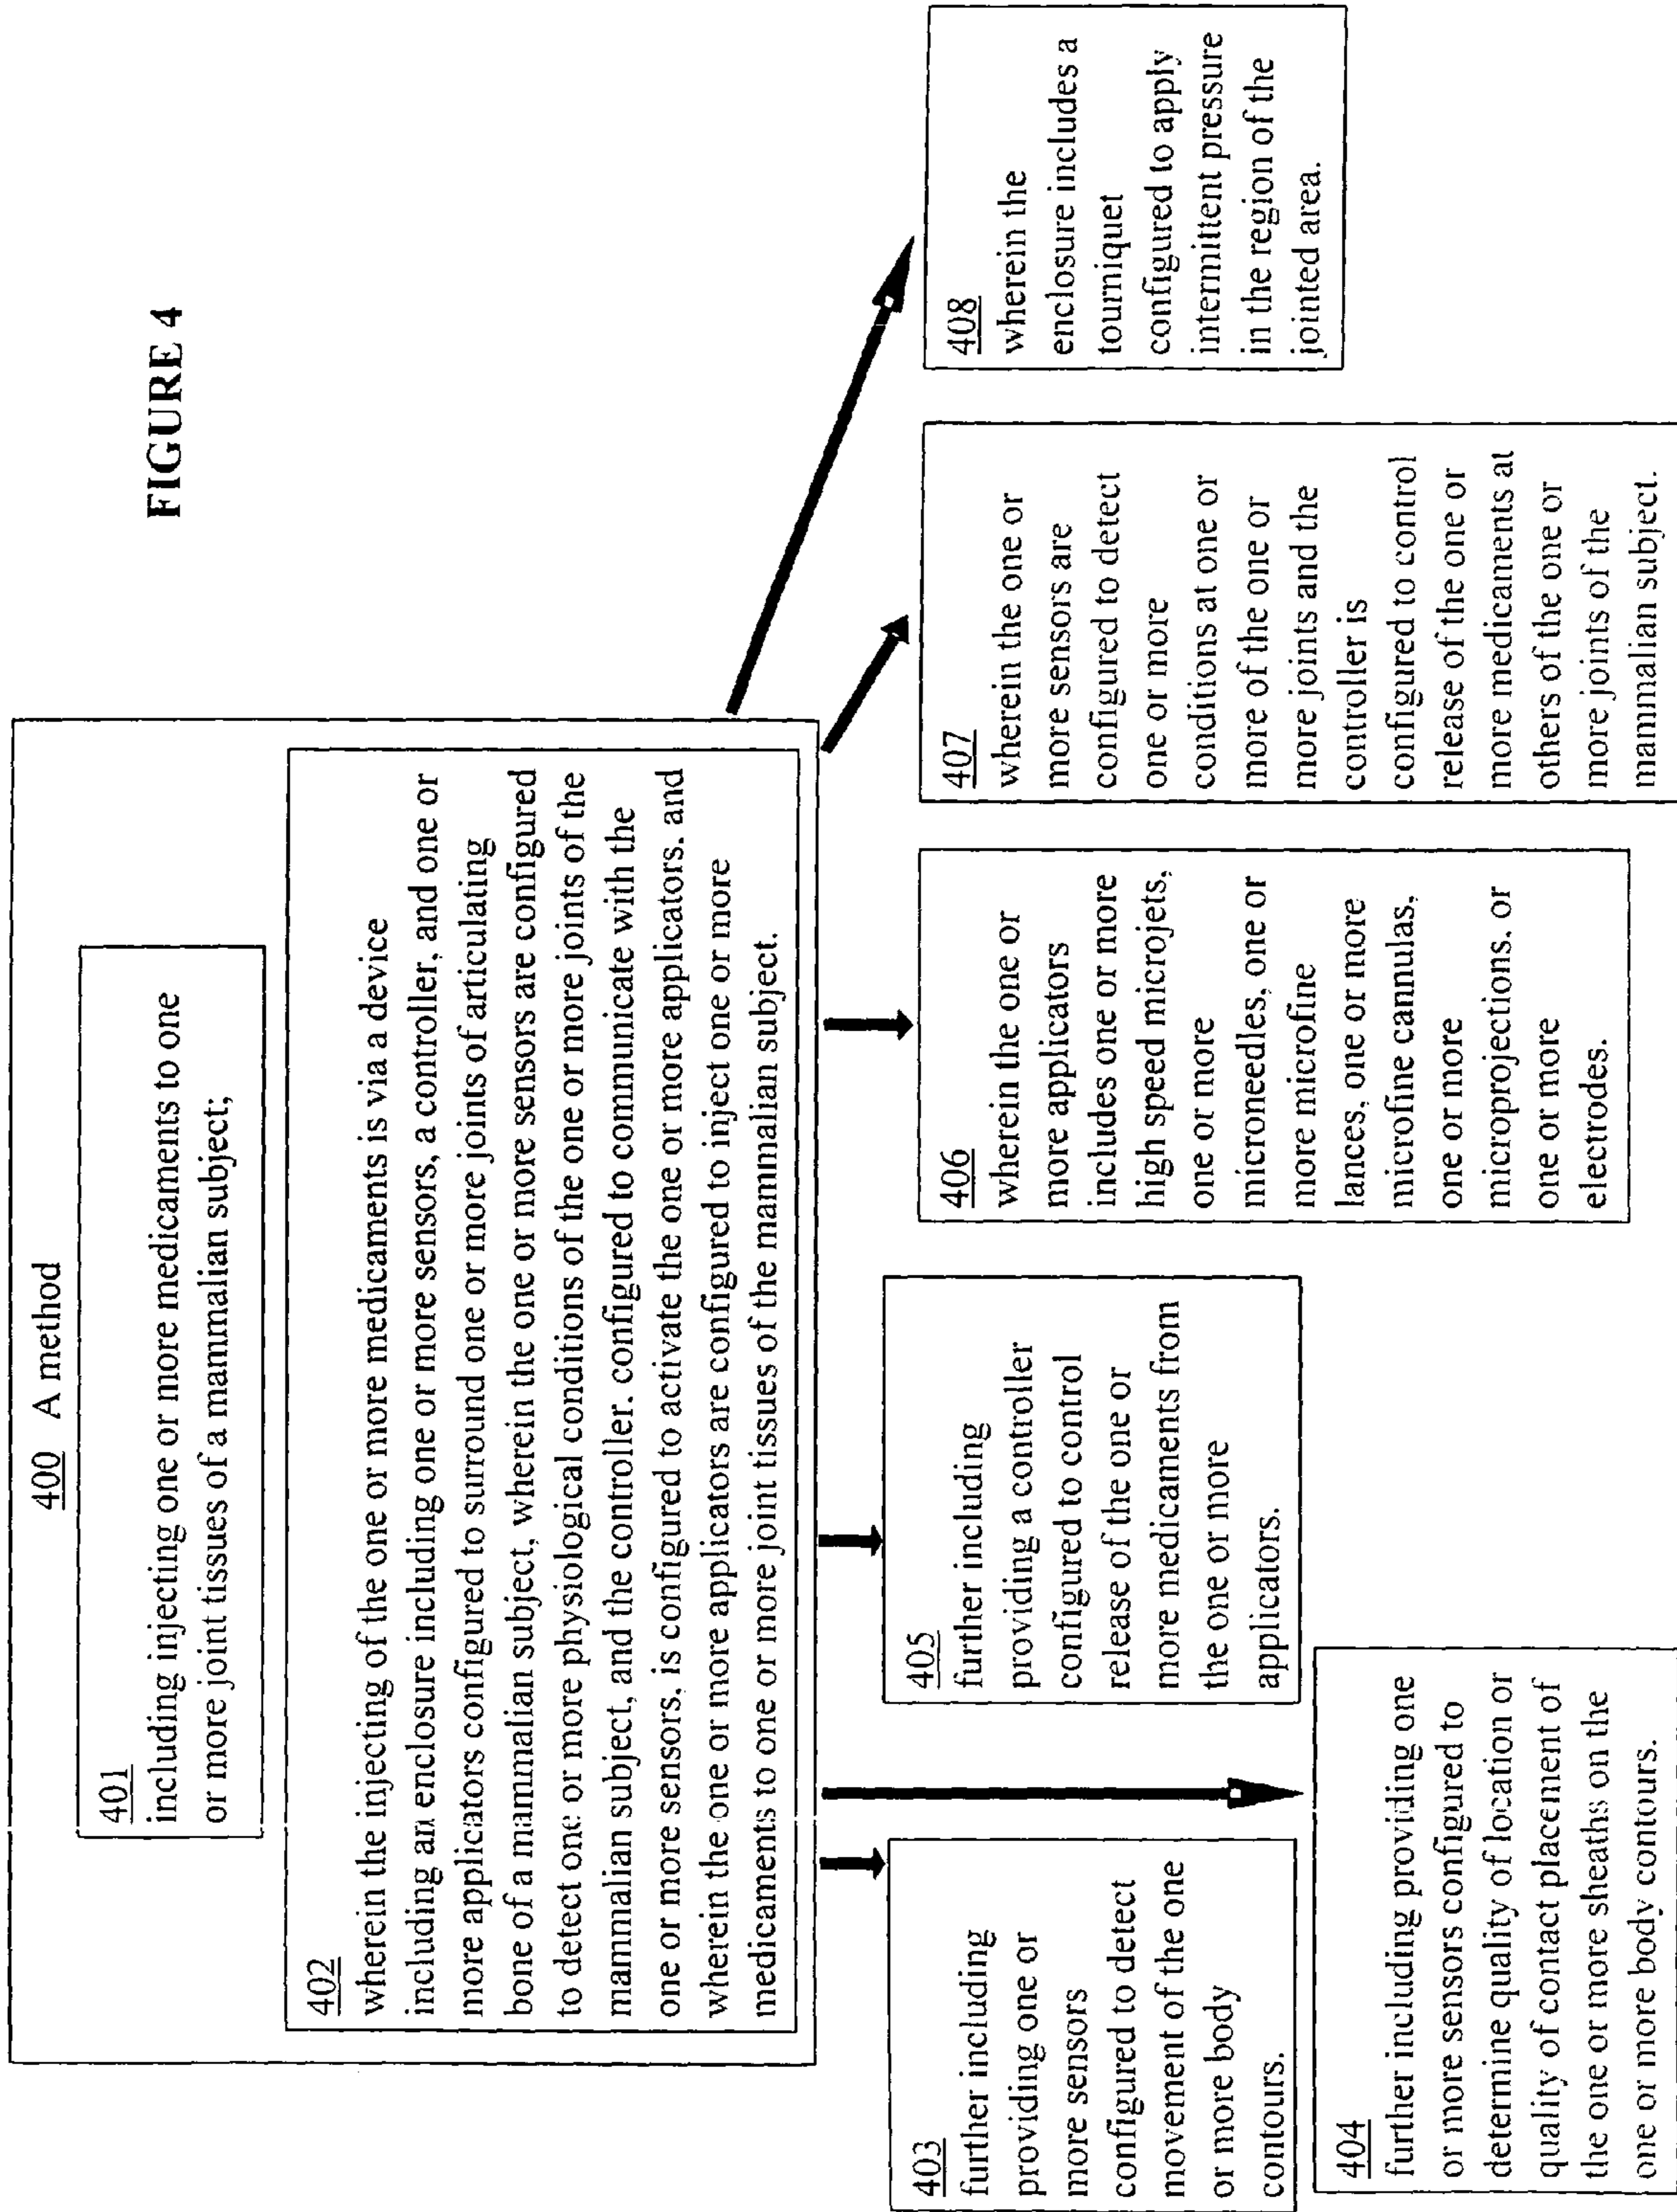 FIGURE 4
400 A method
401
including injecting one or more medicaments to one
or more joint tissues of a mammalian subject;
402
wherein the injecting of the one or more medicaments is via a device
including an enclosure including one or more sensors, a controller, and one or
more applicators configured to surround one or more joints of articulating
bone of a mammalian subject, wherein the one or more sensors are configured
to detect one or more physiological conditions of the one or more joints of the
mammalian subject, and the controller, configured to communicate with the
one or more sensors, is configured to activate the one or more applicators, and
wherein the one or more applicators are configured to inject one or more
medicaments to one or more joint tissues of the mammalian subject.
403
further including
providing one or
more sensors
configured to detect
movement of the one
or more body
contours.
404
further including providing one
or more sensors configured to
determine quality of location or
quality of contact placement of
the one or more sheaths on the
one or more body contours.
405
further including
providing a controller
configured to control
release of the one or
more medicaments from
the one or more
applicators.
406
wherein the one or
more applicators
includes one or more
high speed microjets,
one or more
microneedles, one or
more microfine
lances, one or more
microfine cannulas,
one or more
microprojections, or
one or more
electrodes.
407
wherein the one or
more sensors are
configured to detect
one or more
conditions at one or
more of the one or
more joints and the
controller is
configured to control
release of the one or
more medicaments at
others of the one or
more joints of the
mammalian subject.
408
wherein the
enclosure includes a
tourniquet
configured to apply
intermittent pressure
in the region of the
jointed area.